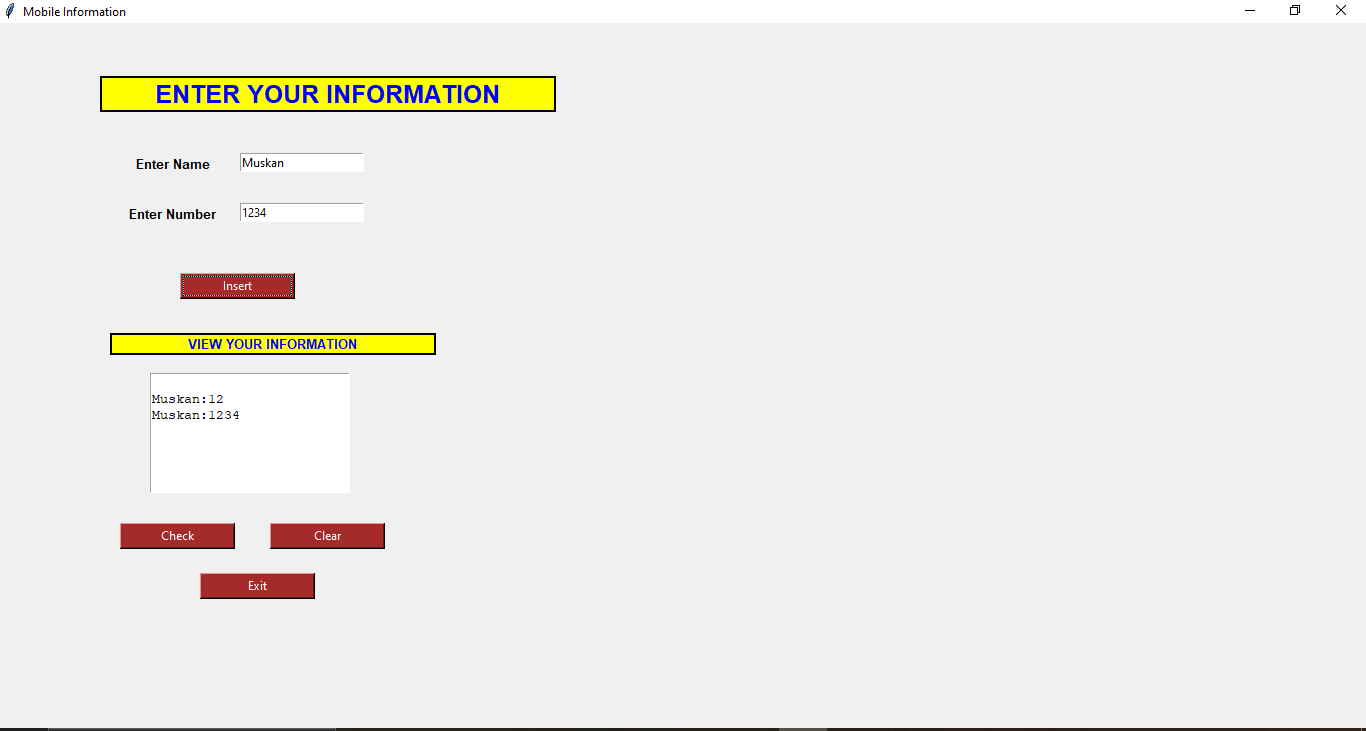 Mobile Information
ENTER YOUR INFORMATION
Enter Name Muskan
Enter Number 1234
Insert
VIEW YOUR INFORMATION
Muskan:12
Muskan:1234
Check Clear
Exit